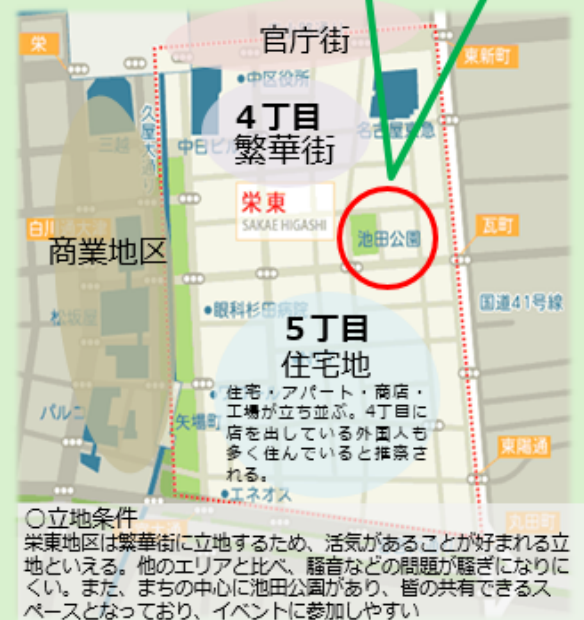 官庁街
栄
東新町
中区役所
久屋大通り
4丁目
繁華街
三越
中日ビル
名古屋東急
栄東
SAKAE HIGASHI
池田公園
瓦町
白川
商業地区
国道41号線
眼科杉田病院
松坂屋
5丁目
住宅地
住宅・アパート・商店・
工場が立ち並ぶ。4丁目に
店を出している外国人も
多く住んでいると推察さ
れる。
パルコ
矢場町
東陽通
エネオス
丸田町
〇立地条件
栄東地区は繁華街に立地するため、活気があることが好まれる立
地といえる。他のエリアと比べ、騒音などの問題が騒ぎになりに
くい。また、まちの中心に池田公園があり、皆の共有できるス
ペースとなっており、イベントに参加しやすい